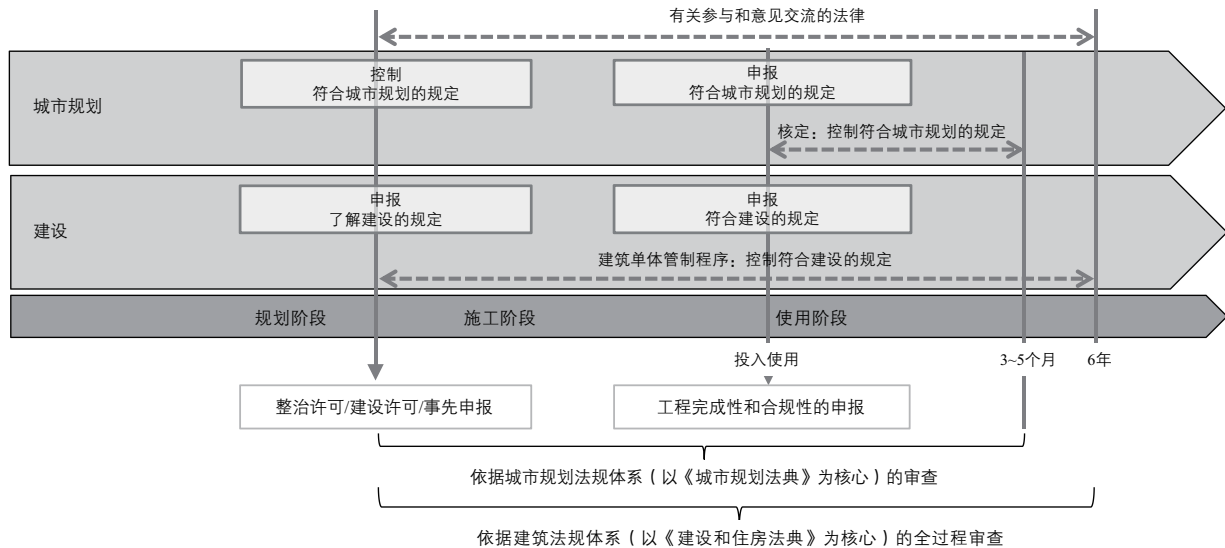 有关参与和意见交流的法律
控制
符合城市规划的规定
申报
符合城市规划的规定
城市规划
核定：控制符合城市规划的规定
申报
了解建设的规定
申报
符合建设的规定
建设
建筑单体管制程序：控制符合建设的规定
规划阶段
施工阶段
使用阶段
投入使用
3~5个月
6年
整治许可/建设许可/事先申报
工程完成性和合规性的申报
依据城市规划法规体系（以《城市规划法典》为核心）的审查
依据建筑法规体系（以《建设和住房法典》为核心）的全过程审查